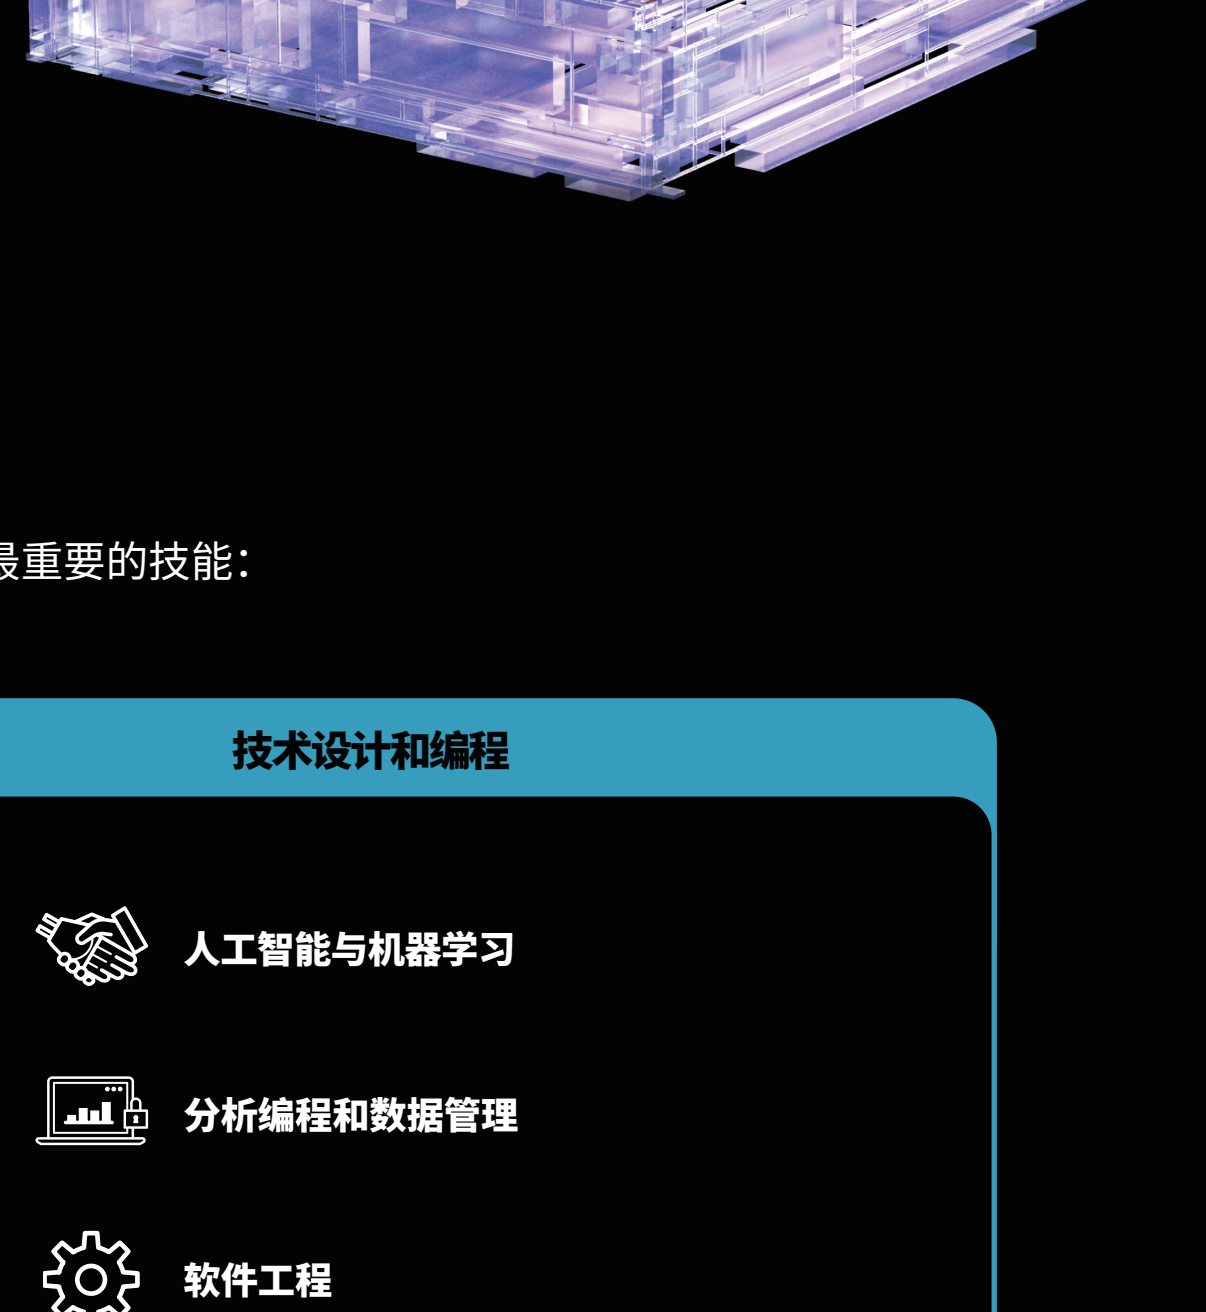 最重要的技能：
技术设计和编程
人工智能与机器学习
分析编程和数据管理
软件工程